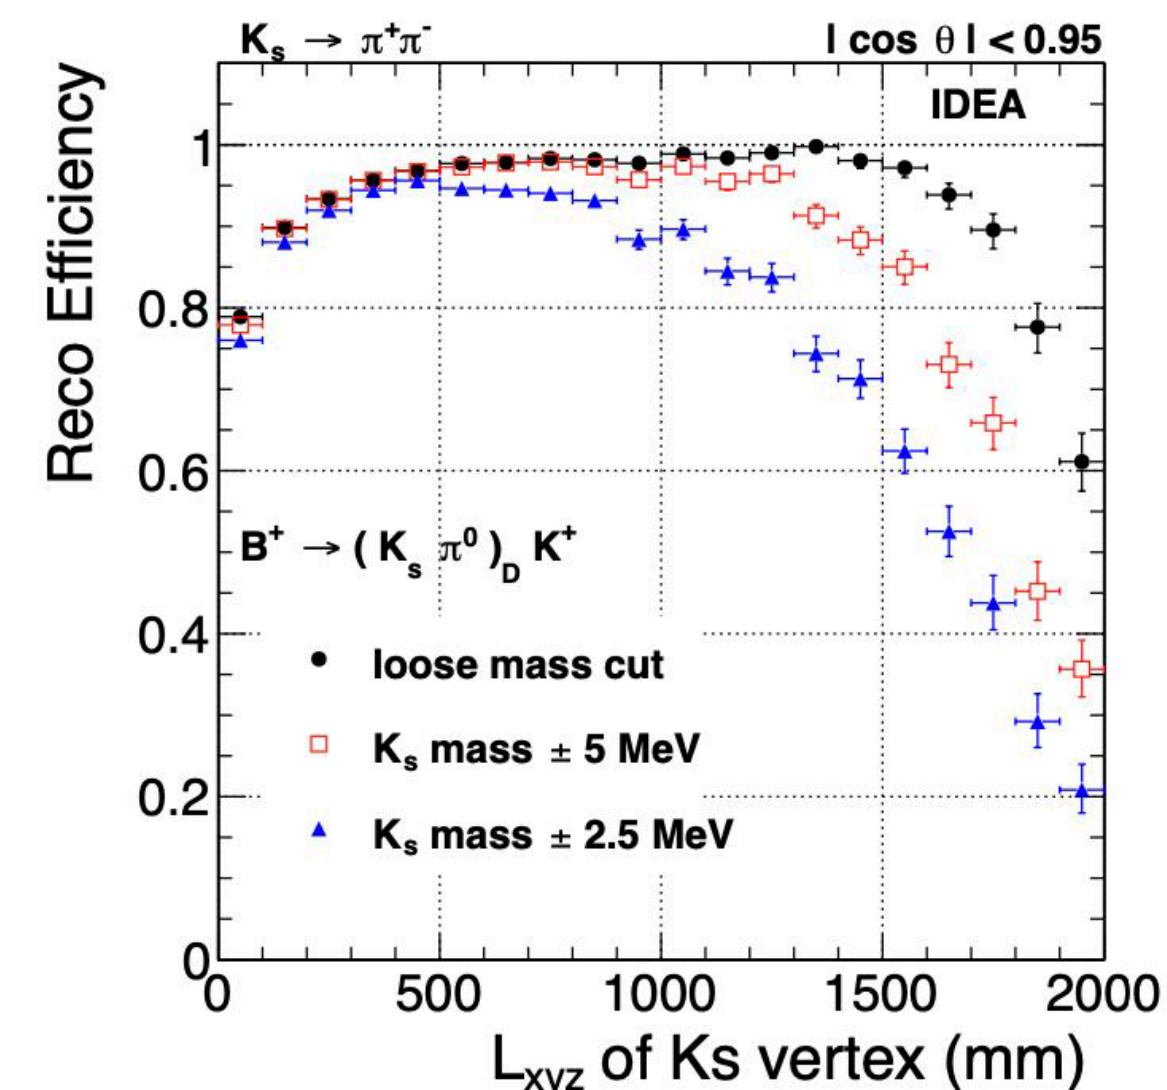 Kₛ → π⁺π⁻
| cos θ | < 0.95
IDEA
Reco Efficiency
1
0.8
0.6
0.4
0.2
0
B⁺ → ( Kₛ π⁰ )_D K⁺
loose mass cut
Kₛ mass ± 5 MeV
Kₛ mass ± 2.5 MeV
0 500 1000 1500 2000
L_xyz of Ks vertex (mm)